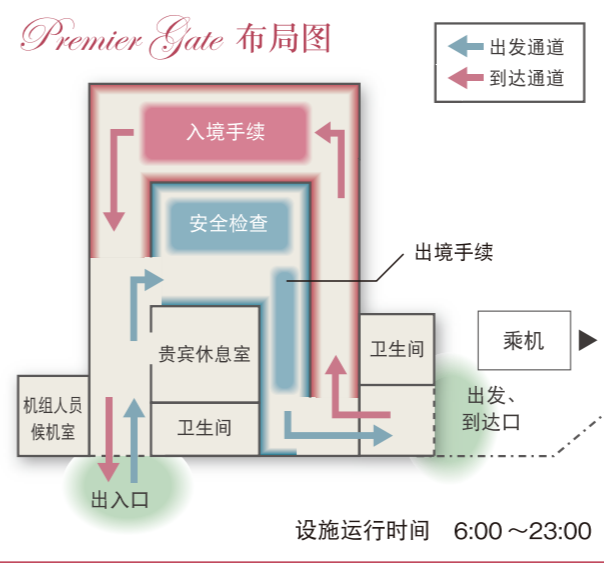 Premier Gate 布局图
出发通道
到达通道
入境手续
安全检查
出境手续
贵宾休息室
卫生间
乘机
机组人员
候机室
卫生间
出发、
到达口
出入口
设施运行时间 6:00～23:00